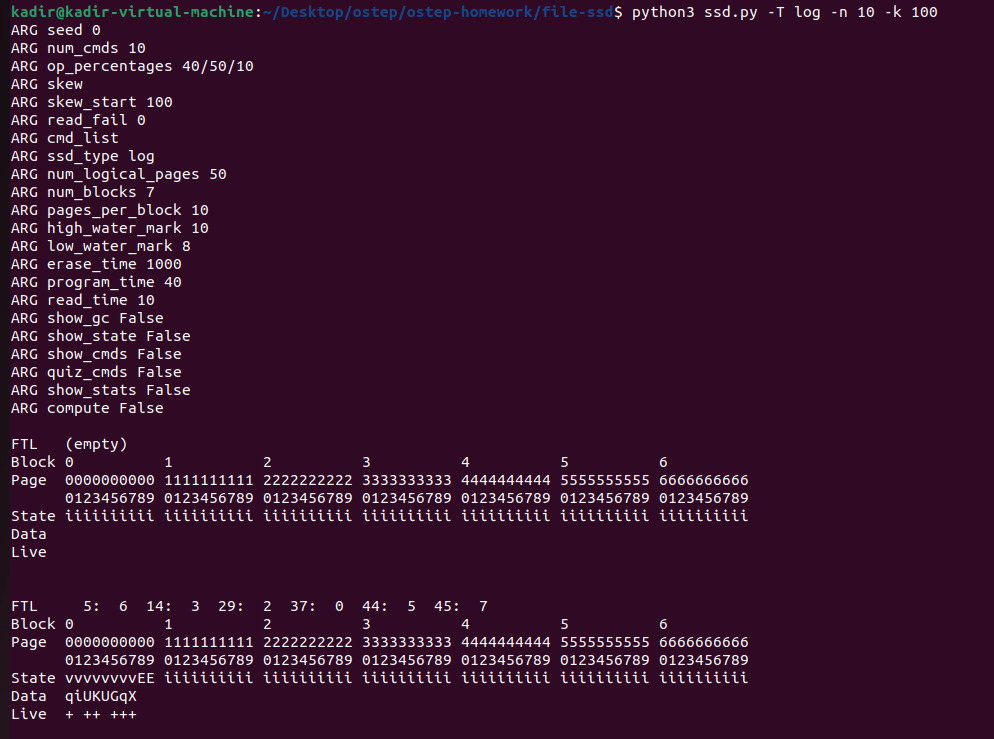 kadir@kadir-virtual-machine:~/Desktop/ostep/ostep-homework/file-ssd$ python3 ssd.py -T log -n 10 -k 100
ARG seed 0
ARG num_cmds 10
ARG op_percentages 40/50/10
ARG skew
ARG skew_start 100
ARG read_fail 0
ARG cmd_list
ARG ssd_type log
ARG num_logical_pages 50
ARG num_blocks 7
ARG pages_per_block 10
ARG high_water_mark 10
ARG low_water_mark 8
ARG erase_time 1000
ARG program_time 40
ARG read_time 10
ARG show_gc False
ARG show_state False
ARG show_cmds False
ARG quiz_cmds False
ARG show_stats False
ARG compute False

FTL   (empty)
Block 0          1          2          3          4          5          6
Page  0000000000 1111111111 2222222222 3333333333 4444444444 5555555555 6666666666
      0123456789 0123456789 0123456789 0123456789 0123456789 0123456789 0123456789
State iiiiiiiiii iiiiiiiiii iiiiiiiiii iiiiiiiiii iiiiiiiiii iiiiiiiiii iiiiiiiiii
Data
Live


FTL     5:  6  14:  3  29:  2  37:  0  44:  5  45:  7
Block 0          1          2          3          4          5          6
Page  0000000000 1111111111 2222222222 3333333333 4444444444 5555555555 6666666666
      0123456789 0123456789 0123456789 0123456789 0123456789 0123456789 0123456789
State vvvvvvvvEE iiiiiiiiii iiiiiiiiii iiiiiiiiii iiiiiiiiii iiiiiiiiii iiiiiiiiii
Data  qiUKUGqX
Live  + ++ +++